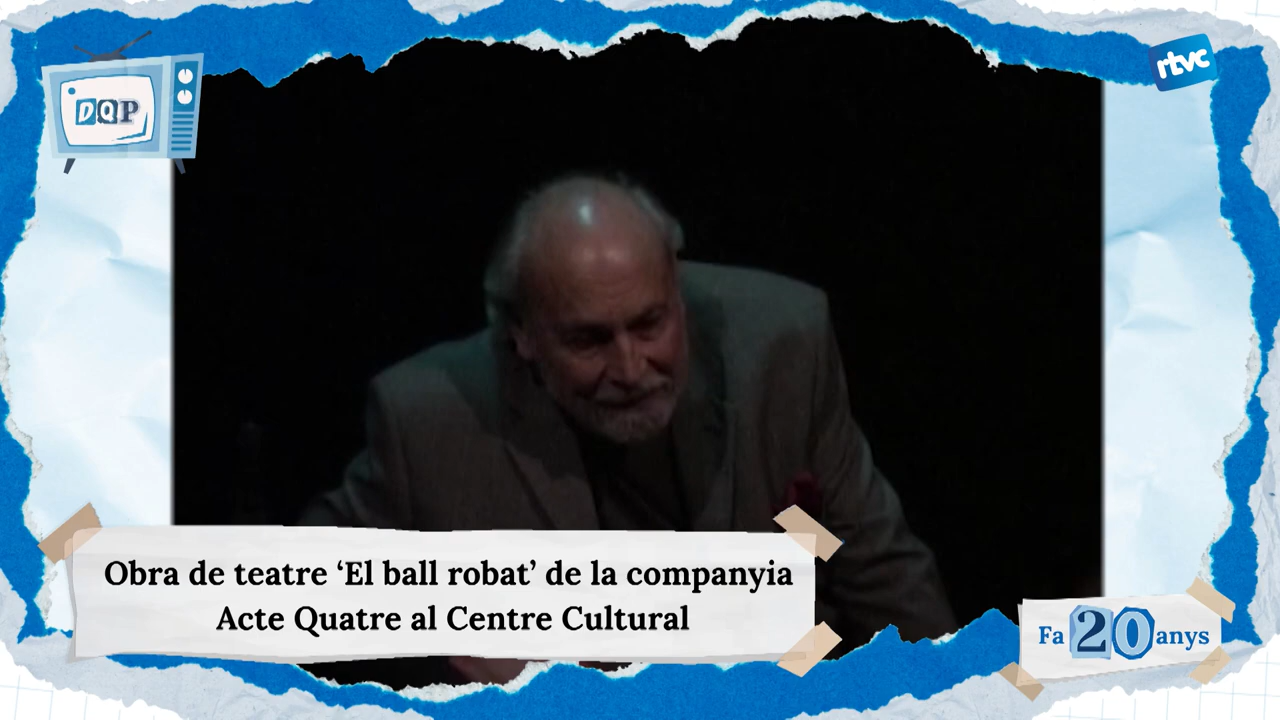 DQP
rtvc
Obra de teatre ‘El ball robat’ de la companyia
Acte Quatre al Centre Cultural
Fa 20 anys